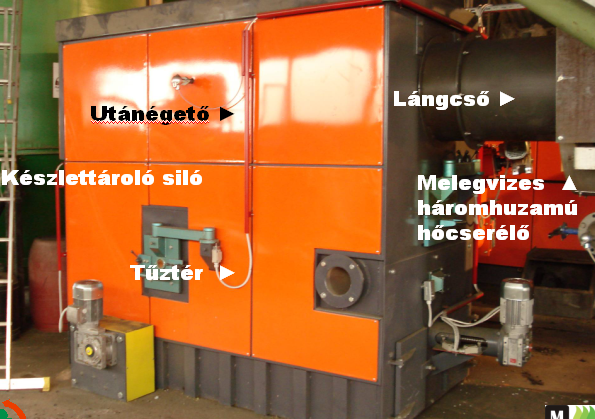 Utánégető ►
Lángcső ►
Készlettároló siló
Melegvizes ▲
háromhuzamú
hőcserélő
Tűztér ►
M